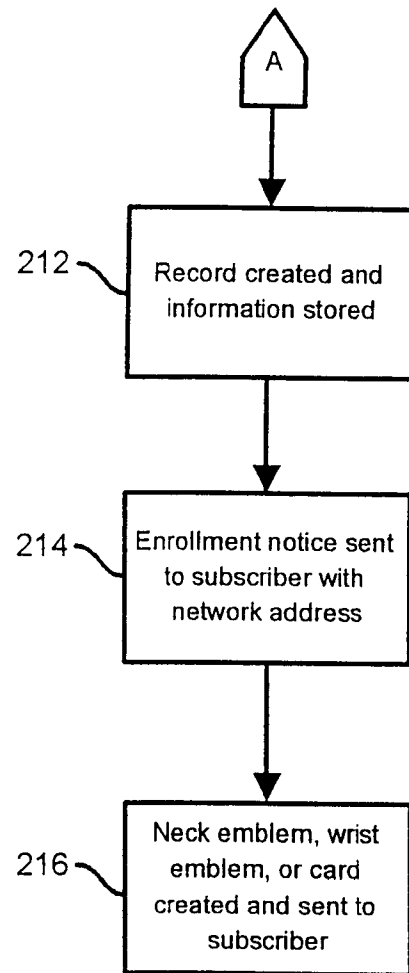 A
212
Record created and
information stored
214
Enrollment notice sent
to subscriber with
network address
216
Neck emblem, wrist
emblem, or card
created and sent to
subscriber